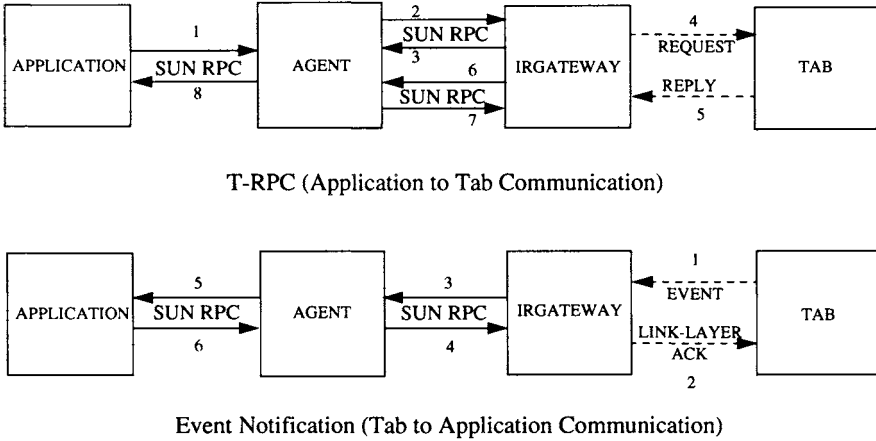 1
2
SUN RPC
4
REQUEST
APPLICATION
SUN RPC
AGENT
3
6
IRGATEWAY
TAB
8
SUN RPC
7
REPLY
5
T-RPC (Application to Tab Communication)
5
3
1
EVENT
APPLICATION
SUN RPC
AGENT
SUN RPC
IRGATEWAY
TAB
6
4
LINK-LAYER
ACK
2
Event Notification (Tab to Application Communication)